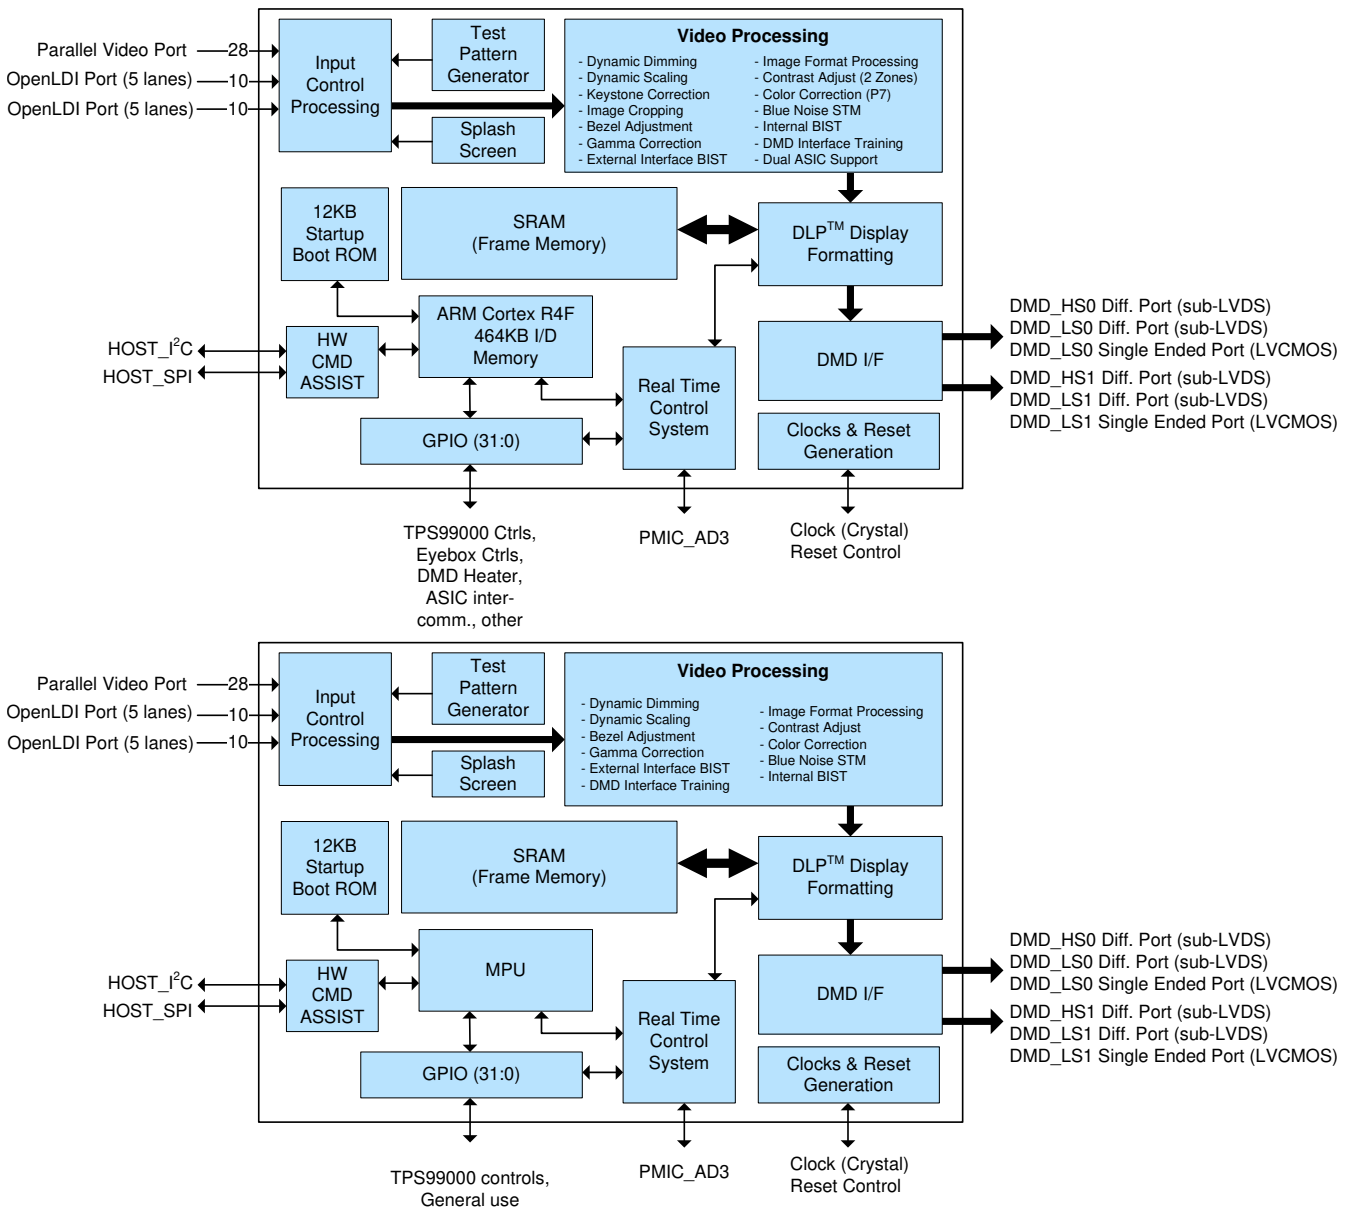 Parallel Video Port
28
OpenLDI Port (5 lanes)
10
OpenLDI Port (5 lanes)
10
Input
Control
Processing
Test
Pattern
Generator
Splash
Screen
Video Processing
- Dynamic Dimming
- Dynamic Scaling
- Keystone Correction
- Image Cropping
- Bezel Adjustment
- Gamma Correction
- External Interface BIST
- Image Format Processing
- Contrast Adjust (2 Zones)
- Color Correction (P7)
- Blue Noise STM
- Internal BIST
- DMD Interface Training
- Dual ASIC Support
12KB
Startup
Boot ROM
SRAM
(Frame Memory)
DLP™ Display
Formatting
ARM Cortex R4F
464KB I/D
Memory
HOST_I²C
HOST_SPI
HW
CMD
ASSIST
GPIO (31:0)
Real Time
Control
System
DMD I/F
Clocks & Reset
Generation
DMD_HS0 Diff. Port (sub-LVDS)
DMD_LS0 Diff. Port (sub-LVDS)
DMD_LS0 Single Ended Port (LVCMOS)
DMD_HS1 Diff. Port (sub-LVDS)
DMD_LS1 Diff. Port (sub-LVDS)
DMD_LS1 Single Ended Port (LVCMOS)
TPS99000 Ctrls,
Eyebox Ctrls,
DMD Heater,
ASIC inter-
comm., other
PMIC_AD3
Clock (Crystal)
Reset Control
Parallel Video Port
28
OpenLDI Port (5 lanes)
10
OpenLDI Port (5 lanes)
10
Input
Control
Processing
Test
Pattern
Generator
Splash
Screen
Video Processing
- Dynamic Dimming
- Dynamic Scaling
- Bezel Adjustment
- Gamma Correction
- External Interface BIST
- DMD Interface Training
- Image Format Processing
- Contrast Adjust
- Color Correction
- Blue Noise STM
- Internal BIST
12KB
Startup
Boot ROM
SRAM
(Frame Memory)
DLP™ Display
Formatting
MPU
HOST_I²C
HOST_SPI
HW
CMD
ASSIST
GPIO (31:0)
Real Time
Control
System
DMD I/F
Clocks & Reset
Generation
DMD_HS0 Diff. Port (sub-LVDS)
DMD_LS0 Diff. Port (sub-LVDS)
DMD_LS0 Single Ended Port (LVCMOS)
DMD_HS1 Diff. Port (sub-LVDS)
DMD_LS1 Diff. Port (sub-LVDS)
DMD_LS1 Single Ended Port (LVCMOS)
TPS99000 controls,
General use
PMIC_AD3
Clock (Crystal)
Reset Control